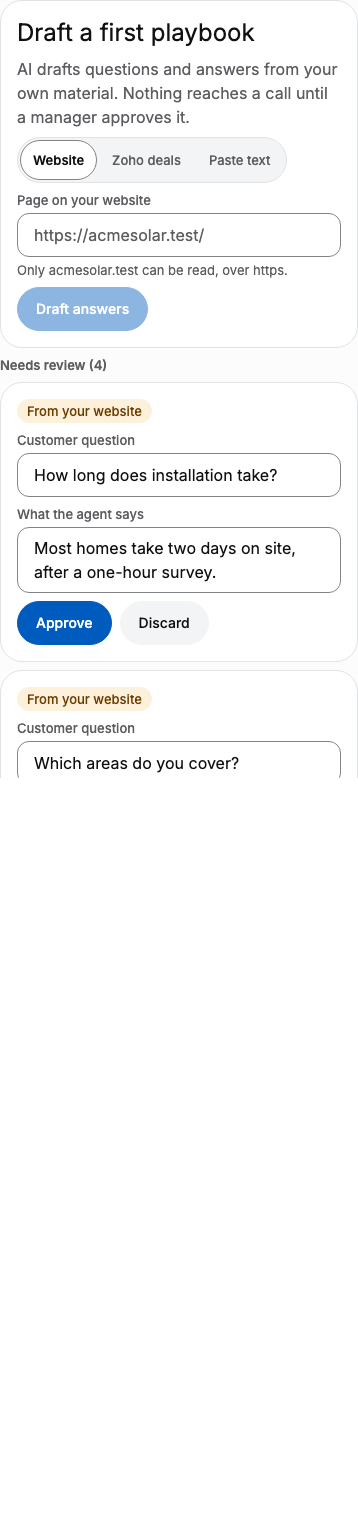 Draft a first playbook
AI drafts questions and answers from your
own material. Nothing reaches a call until
a manager approves it.
Website
Zoho deals
Paste text
Page on your website
https://acmesolar.test/
Only acmesolar.test can be read, over https.
Draft answers
Needs review (4)
From your website
Customer question
How long does installation take?
What the agent says
Most homes take two days on site,
after a one-hour survey.
Approve
Discard
From your website
Customer question
Which areas do you cover?